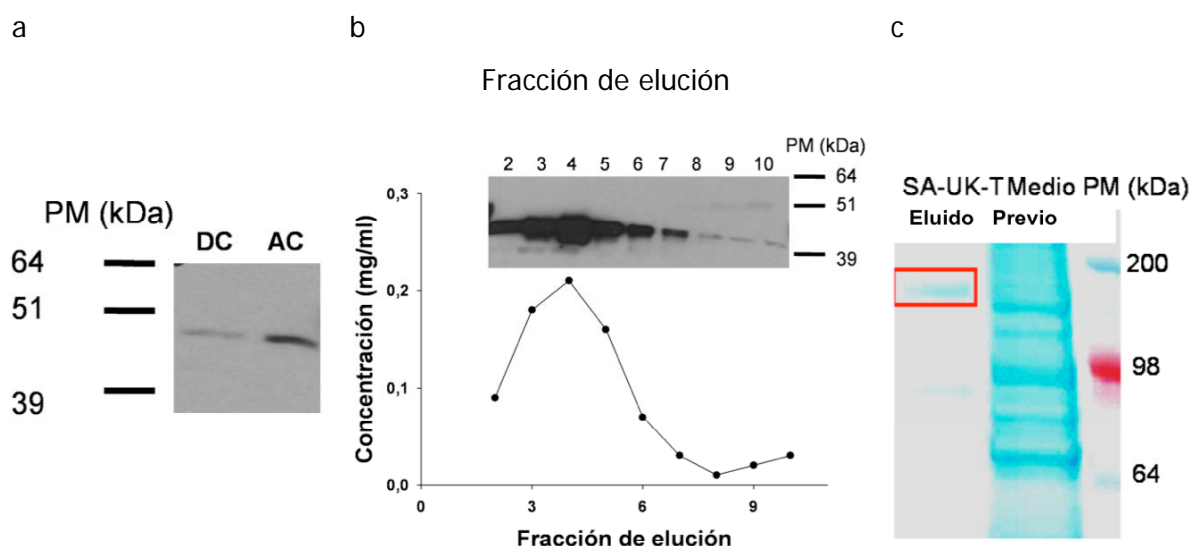 a
b
c
Fracción de elución
PM (kDa)
DC AC
64
51
39
2 3 4 5 6 7 8 9 10
PM (kDa)
64
51
39
0,3
0,2
0,1
0,0
Concentración (mg/ml)
0 3 6 9
Fracción de elución
SA-UK-T Medio PM (kDa)
Eluido Previo
200
98
64